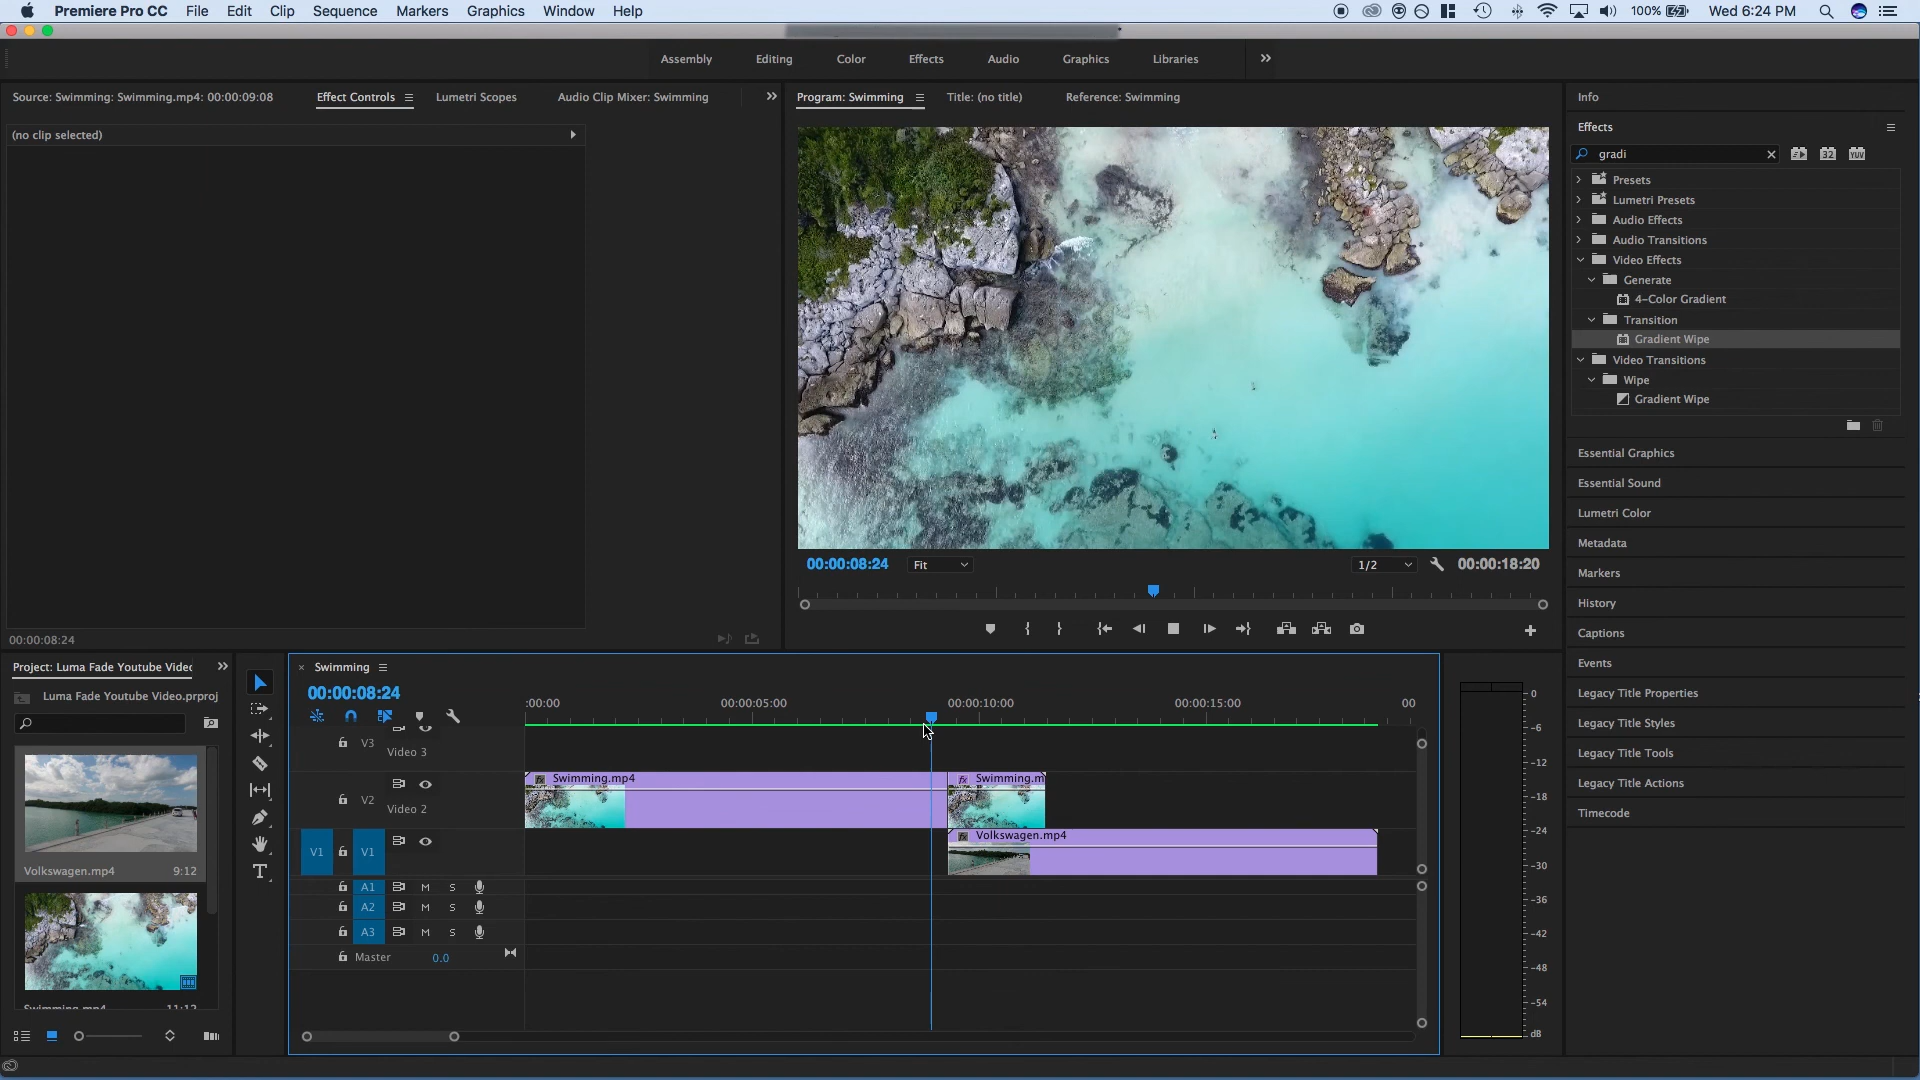 Premiere Pro CC File Edit Clip Sequence Markers Graphics Window Help 100% Wed 6:24 PM
Assembly Editing Color Effects Audio Graphics Libraries
Source: Swimming: Swimming.mp4: 00:00:09:08 Effect Controls Lumetri Scopes Audio Clip Mixer: Swimming
(no clip selected)
00:00:08:24
Program: Swimming Title: (no title) Reference: Swimming
00:00:08:24 Fit 1/2 00:00:18:20
Info
Effects
gradi 32 YUV
Presets
Lumetri Presets
Audio Effects
Audio Transitions
Video Effects
Generate
4-Color Gradient
Transition
Gradient Wipe
Video Transitions
Wipe
Gradient Wipe
Essential Graphics
Essential Sound
Lumetri Color
Metadata
Markers
History
Captions
Events
Legacy Title Properties
Legacy Title Styles
Legacy Title Tools
Legacy Title Actions
Timecode
Project: Luma Fade Youtube Videc
Luma Fade Youtube Video.prproj
Volkswagen.mp4 9:12
Swimming.mp4 11:12
T
Swimming
00:00:08:24
:00:00 00:00:05:00 00:00:10:00 00:00:15:00 00
V3 Video 3
V2 Video 2
Swimming.mp4 Swimming.m
V1 V1
Volkswagen.mp4
A1 M S
A2 M S
A3 M S
Master 0.0
0
-6
-12
-18
-24
-30
-36
-42
-48
-54
dB